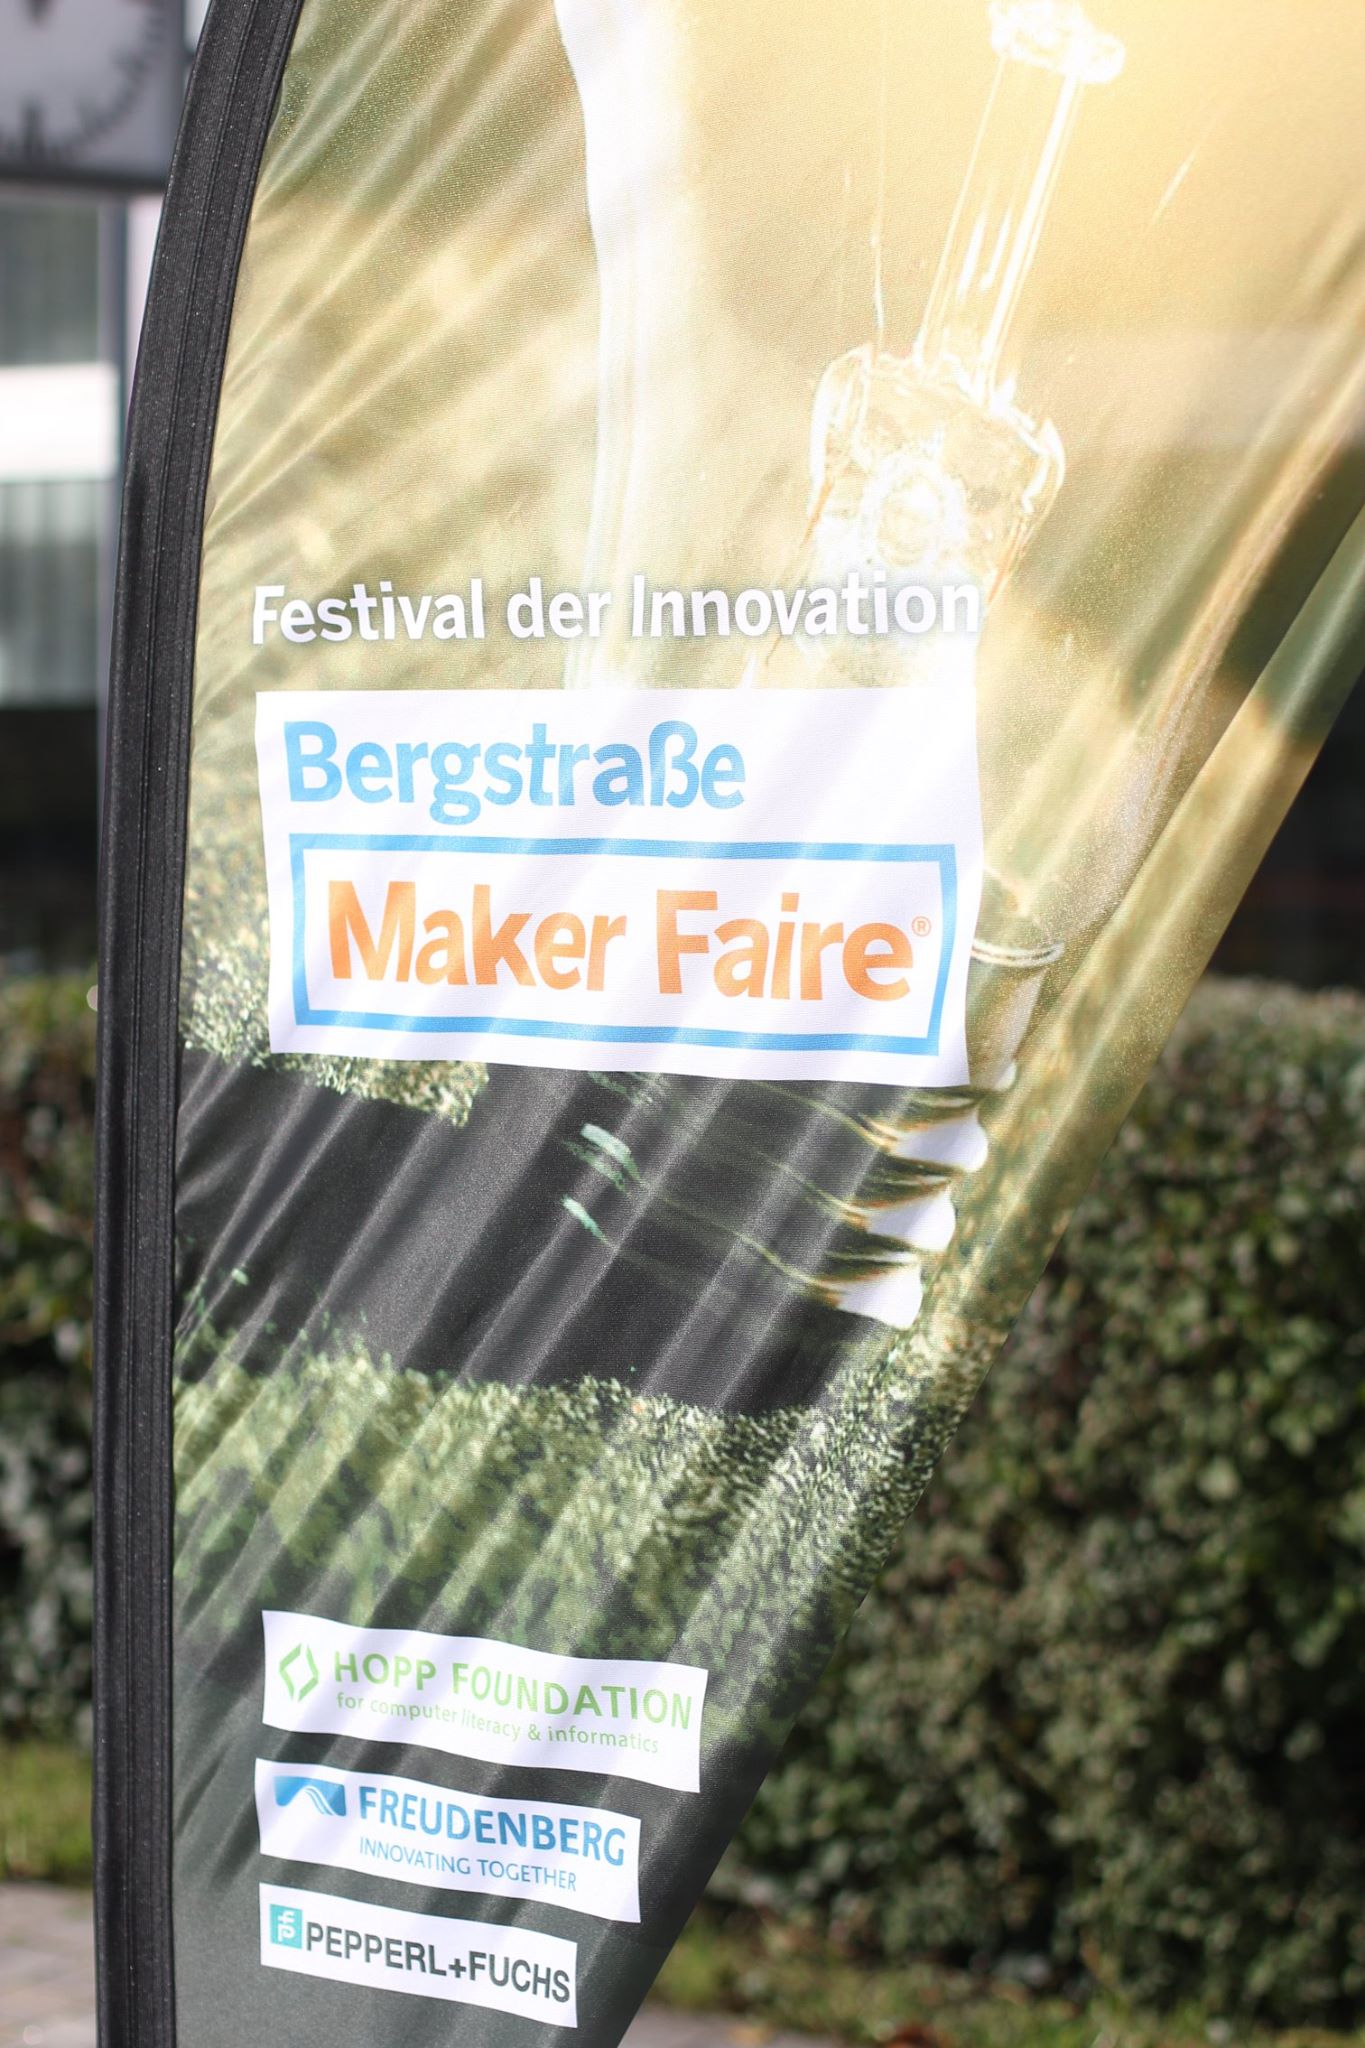 Festival der Innovation
Bergstraße
Maker Faire®
HOPP FOUNDATION
for computer literacy & informatics
FREUDENBERG
INNOVATING TOGETHER
PEPPERL+FUCHS